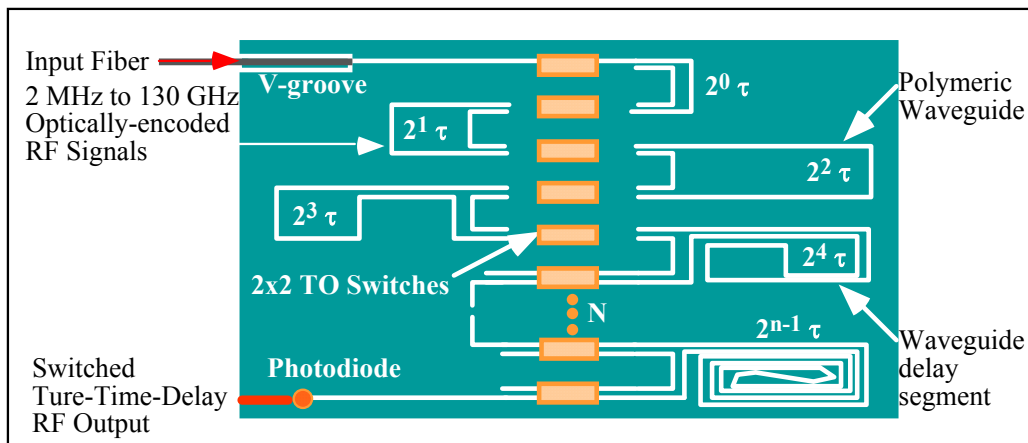 Input Fiber
V-groove
2 MHz to 130 GHz
Optically-encoded
RF Signals
2⁰ τ
Polymeric
Waveguide
2¹ τ
2² τ
2³ τ
2⁴ τ
2x2 TO Switches
N
2ⁿ⁻¹ τ
Waveguide
delay
segment
Photodiode
Switched
Ture-Time-Delay
RF Output